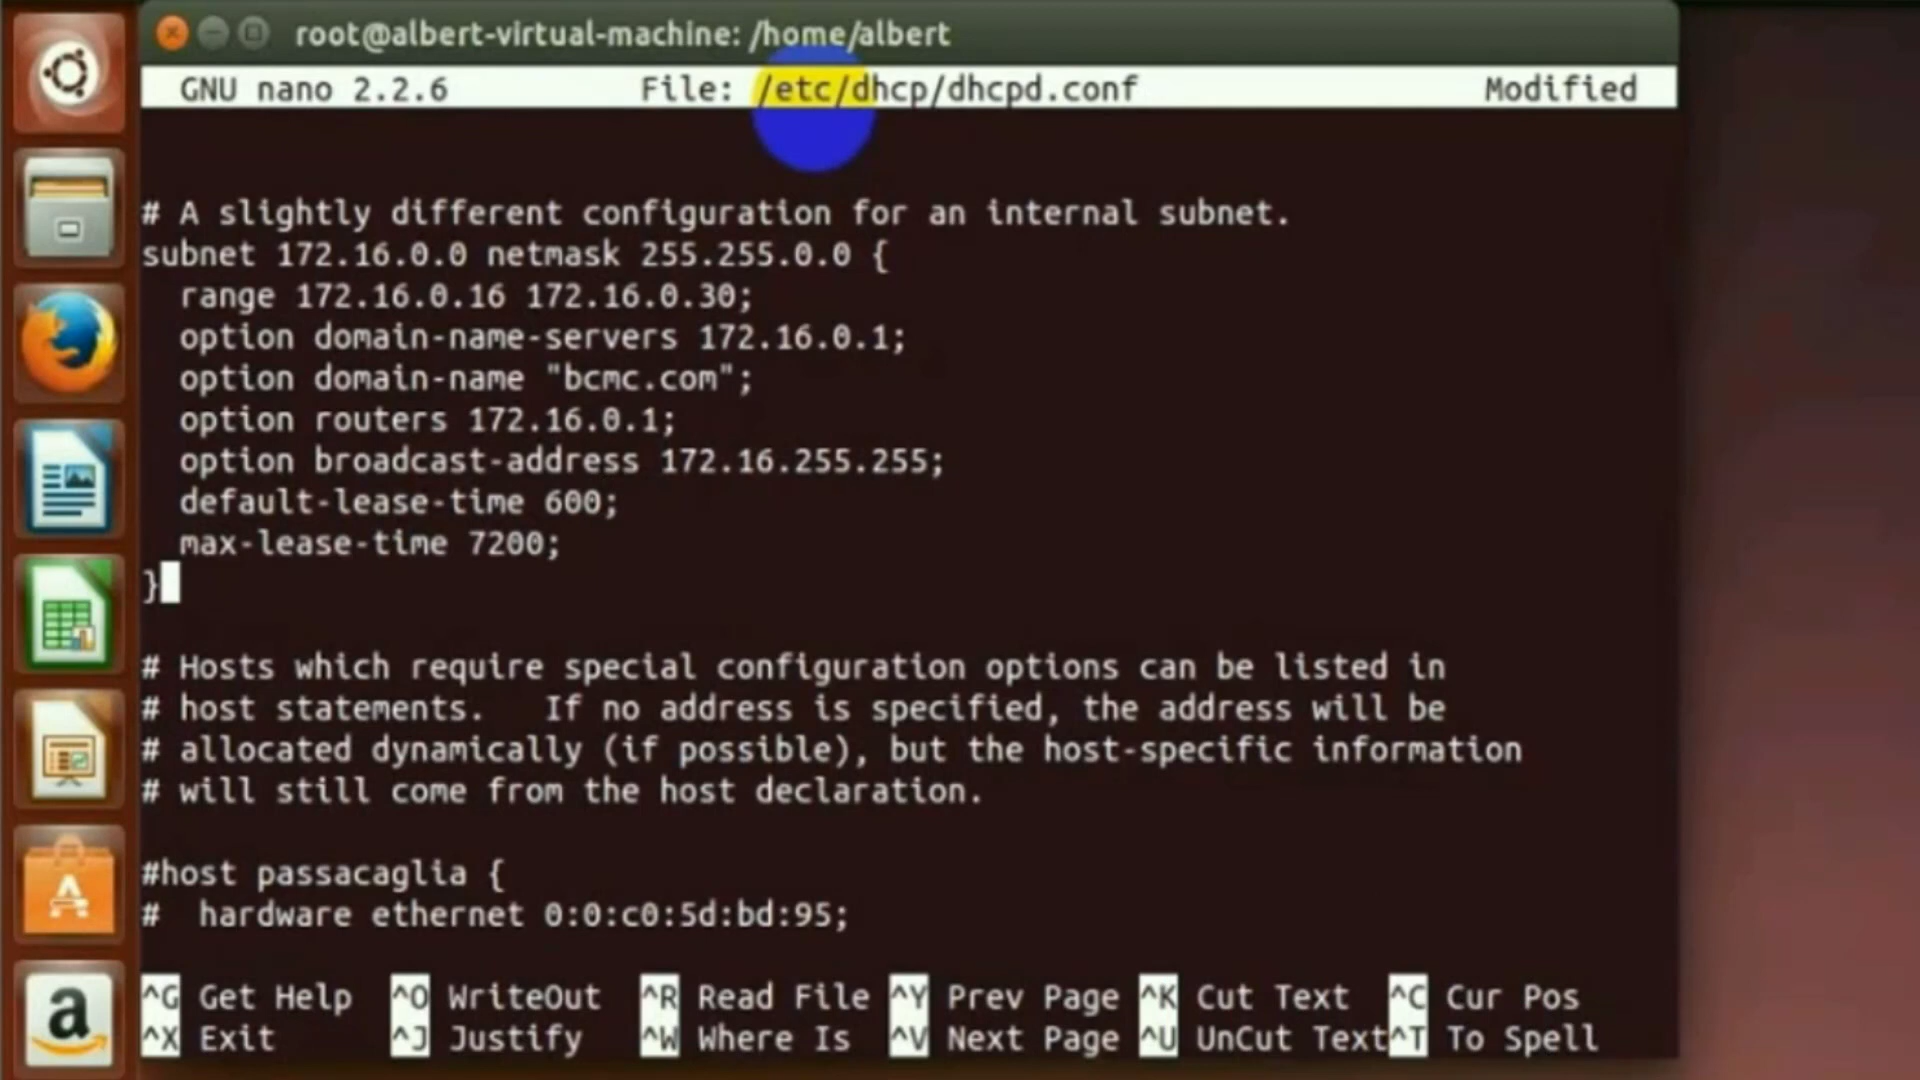 root@albert-virtual-machine: /home/albert
GNU nano 2.2.6 File: /etc/dhcp/dhcpd.conf Modified
# A slightly different configuration for an internal subnet.
subnet 172.16.0.0 netmask 255.255.0.0 {
  range 172.16.0.16 172.16.0.30;
  option domain-name-servers 172.16.0.1;
  option domain-name "bcmc.com";
  option routers 172.16.0.1;
  option broadcast-address 172.16.255.255;
  default-lease-time 600;
  max-lease-time 7200;
}
# Hosts which require special configuration options can be listed in
# host statements.   If no address is specified, the address will be
# allocated dynamically (if possible), but the host-specific information
# will still come from the host declaration.
#host passacaglia {
#  hardware ethernet 0:0:c0:5d:bd:95;
^G Get Help ^O WriteOut ^R Read File ^Y Prev Page ^K Cut Text ^C Cur Pos
^X Exit ^J Justify ^W Where Is ^V Next Page ^U UnCut Text ^T To Spell